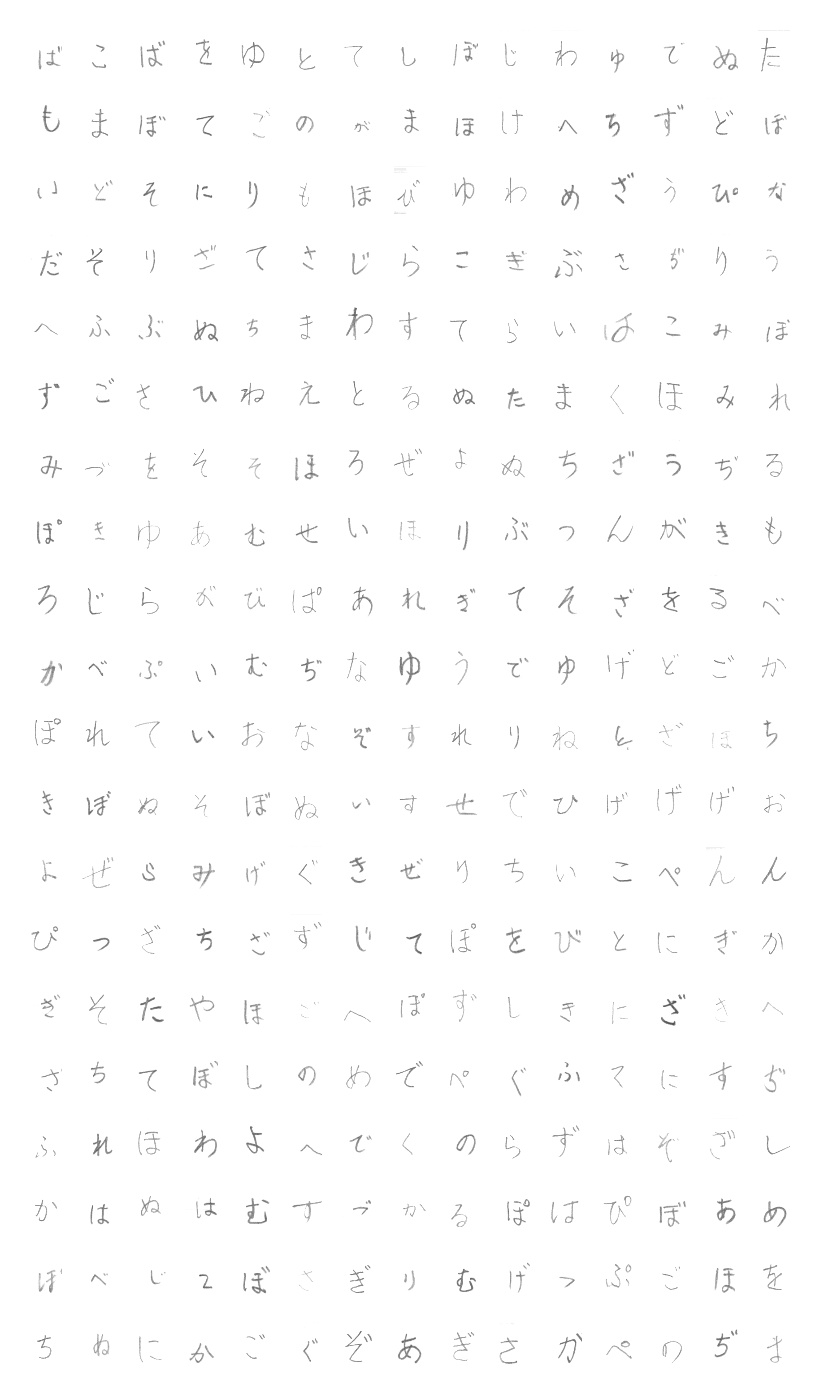 ばこばをゆとてしぼじわゅでぬた
もまぼてごのがまほけへちずどぼ
いどそにりもほびゆわめざうぴな
だそりざてさじらこぎぶさぎりう
へふぶぬちまわすてらいはこみぼ
ずごさひねえとるぬたまくほみれ
みづをそそほろぜよぬちざうぢる
ぽきゆあむせいほりぶつんがきも
ろじらがびぱあれぎてそざをるべ
かべぷいむぢなゆうでゆげどごか
ぽれていおなぞすれりねとざほち
きぼぬそぼぬいすせでひげげげお
よぜらみげぐきぜりちいこぺんん
ぴつざちざずじてぽをびとにぎか
ぎそたやほごへぽずしきにざきへ
さちてぼしのめでぺぐふてにすぢ
ふれほわよへでくのらずはぞざし
かはぬはむすづかるぽはぴぼあめ
ぼべじてぼさぎりむげつぷごほを
ちぬにかごぐぞあぎさかぺのぢま